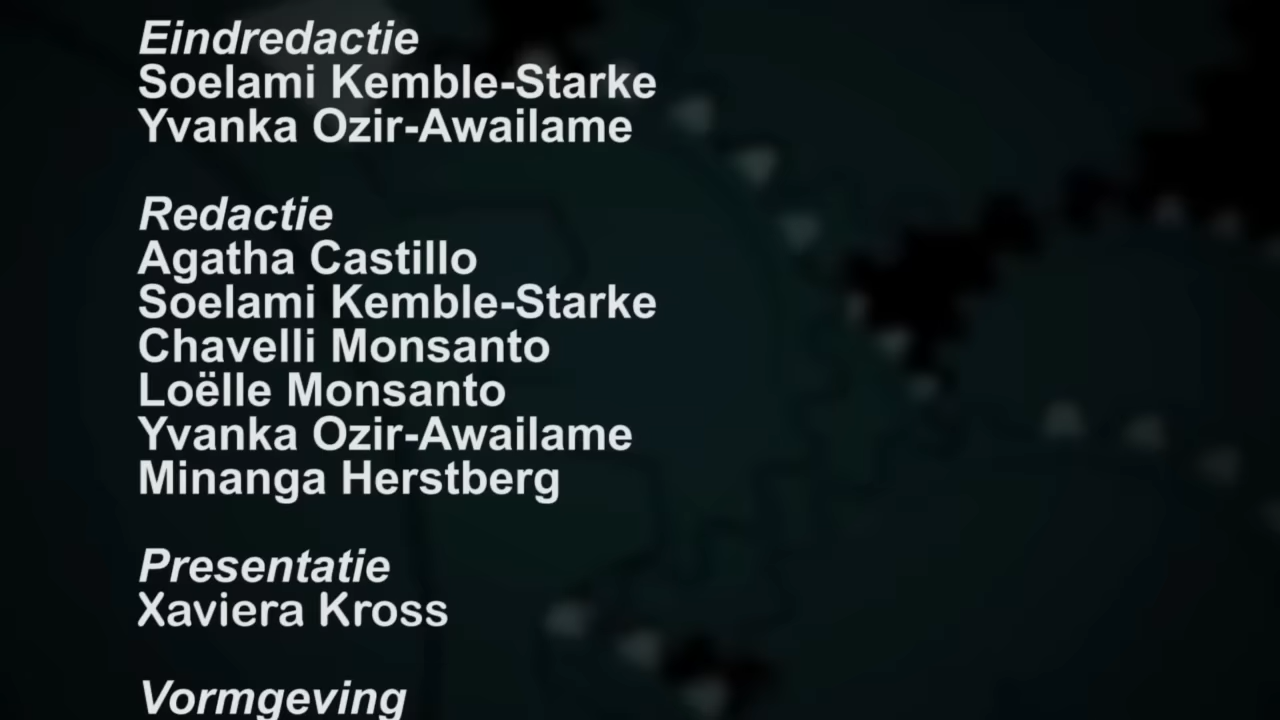 Eindredactie
Soelami Kemble-Starke
Yvanka Ozir-Awailame
Redactie
Agatha Castillo
Soelami Kemble-Starke
Chavelli Monsanto
Loëlle Monsanto
Yvanka Ozir-Awailame
Minanga Herstberg
Presentatie
Xaviera Kross
Vormgeving